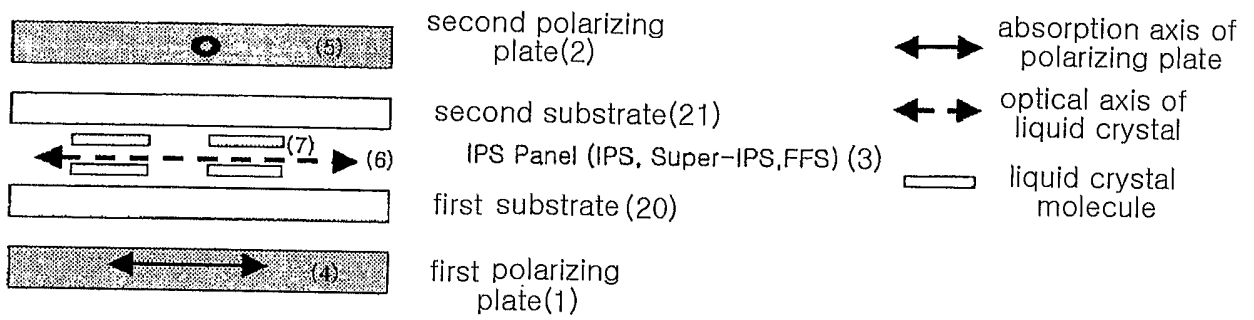 (5)
second polarizing
plate(2)
second substrate(21)
(7)
(6)
IPS Panel (IPS, Super-IPS,FFS) (3)
first substrate (20)
(4)
first polarizing
plate(1)
absorption axis of
polarizing plate
optical axis of
liquid crystal
liquid crystal
molecule